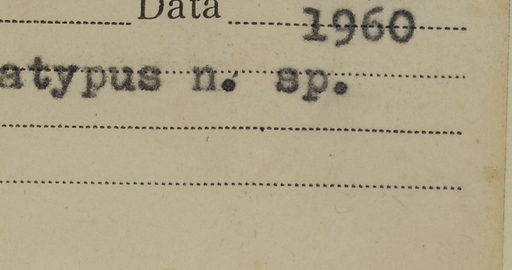 Data 1960
atypus n. sp.